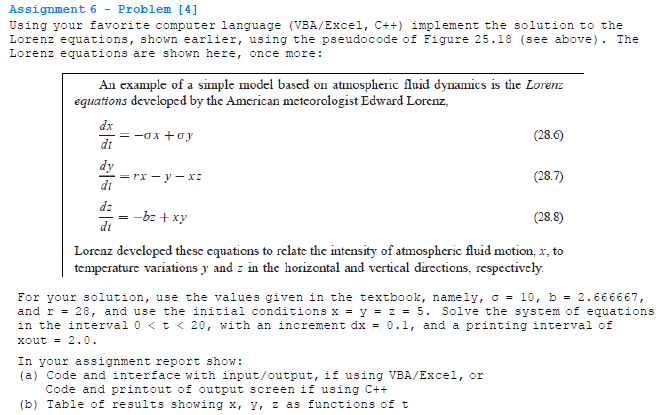 Assignment 6 - Problem [4]
Using your favorite computer language (VBA/Excel, C++) implement the solution to the
Lorenz equations, shown earlier, using the pseudocode of Figure 25.18 (see above). The
Lorenz equations are shown here, once more:
An example of a simple model based on atmospheric fluid dynamics is the Lorenz
equations developed by the American meteorologist Edward Lorenz,
dx/dt = −σx + σy (28.6)
dy/dt = rx − y − xz (28.7)
dz/dt = −bz + xy (28.8)
Lorenz developed these equations to relate the intensity of atmospheric fluid motion, x, to
temperature variations y and z in the horizontal and vertical directions, respectively.
For your solution, use the values given in the textbook, namely, σ = 10, b = 2.666667,
and r = 28, and use the initial conditions x = y = z = 5. Solve the system of equations
in the interval 0 < t < 20, with an increment dx = 0.1, and a printing interval of
xout = 2.0.
In your assignment report show:
(a) Code and interface with input/output, if using VBA/Excel, or
Code and printout of output screen if using C++
(b) Table of results showing x, y, z as functions of t